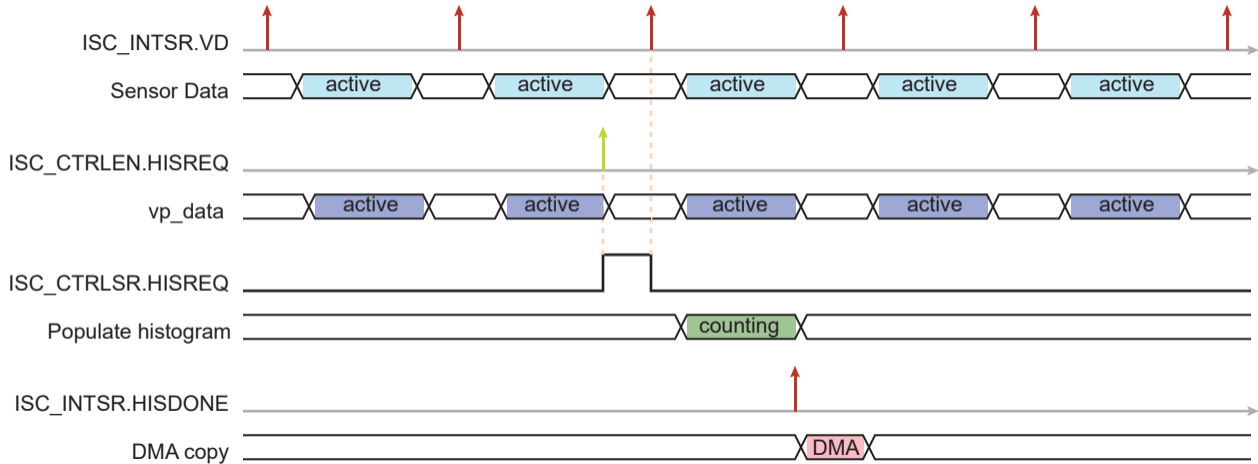 ISC_INTSR.VD
Sensor Data active active active active active
ISC_CTRLEN.HISREQ
vp_data active active active active active
ISC_CTRLSR.HISREQ
Populate histogram counting
ISC_INTSR.HISDONE
DMA copy DMA